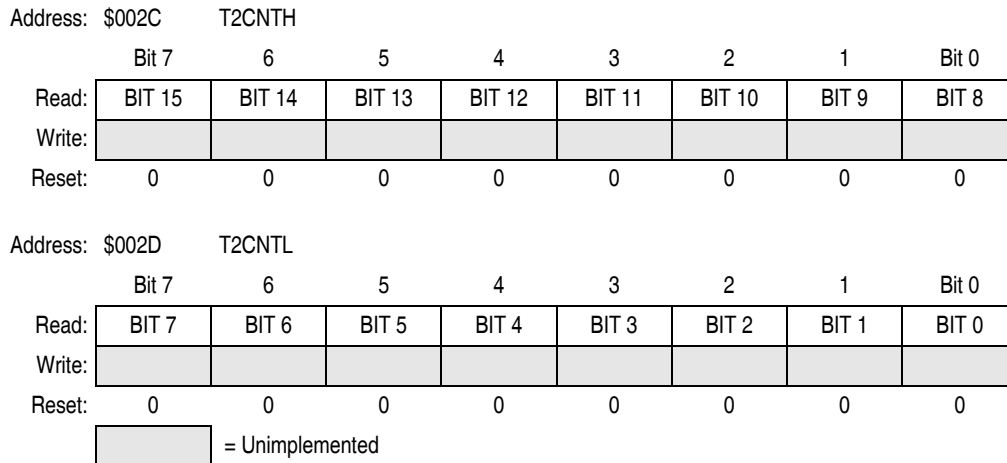 Address: $002C T2CNTH
Bit 7 6 5 4 3 2 1 Bit 0
Read: BIT 15 BIT 14 BIT 13 BIT 12 BIT 11 BIT 10 BIT 9 BIT 8
Write:
Reset: 0 0 0 0 0 0 0 0
Address: $002D T2CNTL
Bit 7 6 5 4 3 2 1 Bit 0
Read: BIT 7 BIT 6 BIT 5 BIT 4 BIT 3 BIT 2 BIT 1 BIT 0
Write:
Reset: 0 0 0 0 0 0 0 0
= Unimplemented